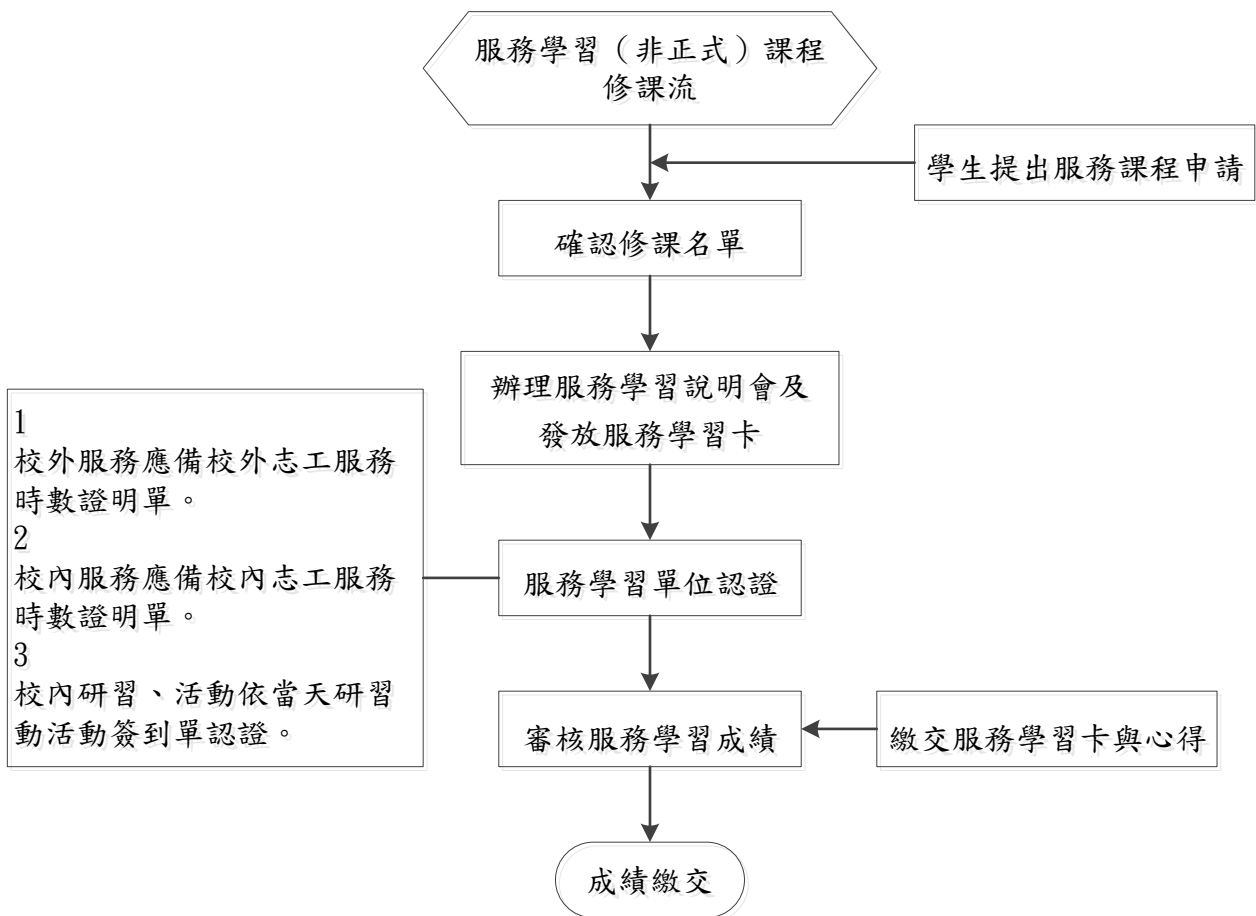 服務學習（非正式）課程
修課流
學生提出服務課程申請
確認修課名單
辦理服務學習說明會及
發放服務學習卡
1
校外服務應備校外志工服務
時數證明單。
2
校內服務應備校內志工服務
時數證明單。
3
校內研習、活動依當天研習
動活動簽到單認證。
服務學習單位認證
審核服務學習成績
繳交服務學習卡與心得
成績繳交